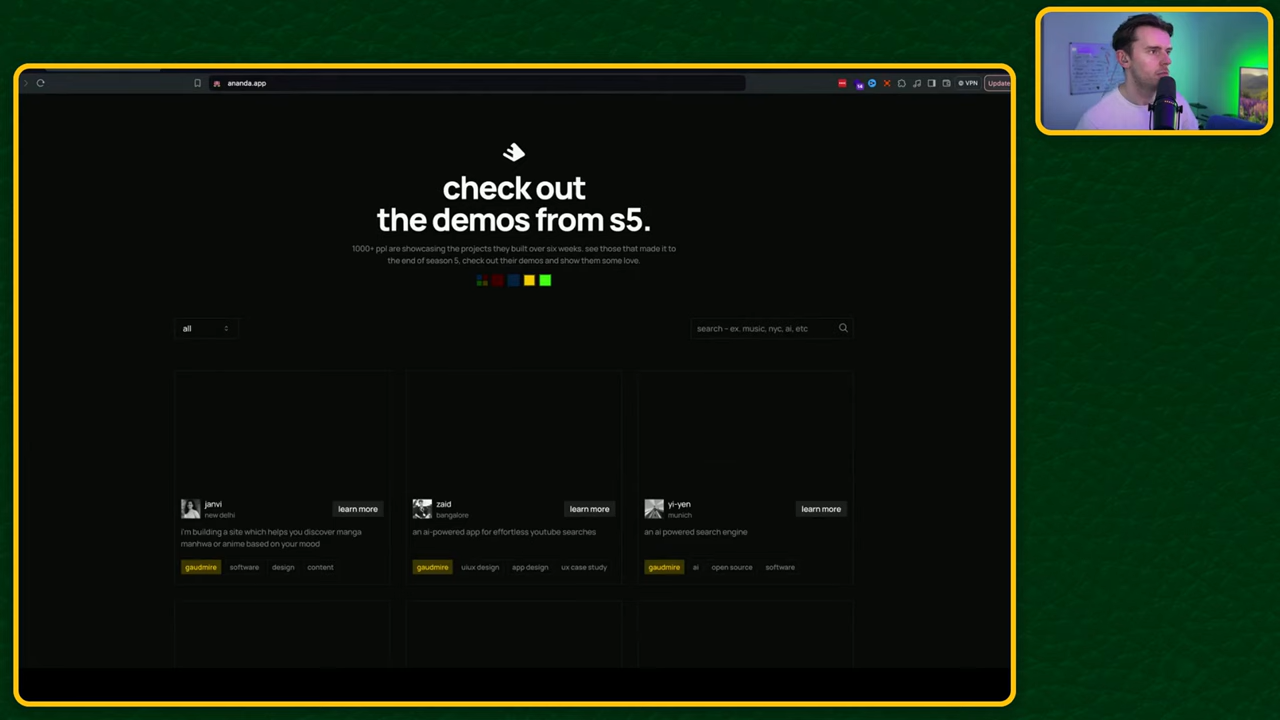 ananda.app
VPN
Update
check out
the demos from s5.
1000+ ppl are showcasing the projects they built over six weeks. see those that made it to
the end of season 5, check out their demos and show them some love.
all
search - ex. music, nyc, ai, etc
janvi
new delhi
learn more
i'm building a site which helps you discover manga
manhwa or anime based on your mood
gaudmire software design content
zaid
bangalore
learn more
an ai-powered app for effortless youtube searches
gaudmire uiux design app design ux case study
yi-yen
munich
learn more
an ai powered search engine
gaudmire ai open source software